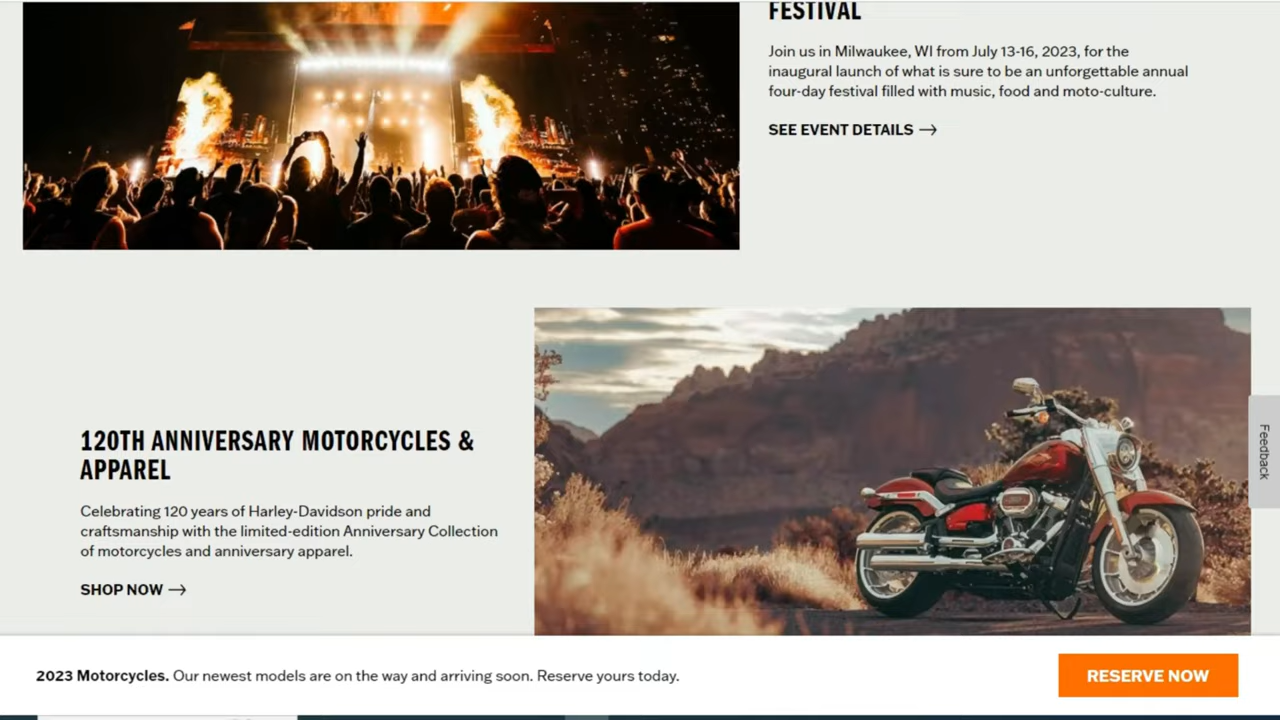 FESTIVAL
Join us in Milwaukee, WI from July 13-16, 2023, for the
inaugural launch of what is sure to be an unforgettable annual
four-day festival filled with music, food and moto-culture.
SEE EVENT DETAILS →
120TH ANNIVERSARY MOTORCYCLES &
APPAREL
Celebrating 120 years of Harley-Davidson pride and
craftsmanship with the limited-edition Anniversary Collection
of motorcycles and anniversary apparel.
SHOP NOW →
Feedback
2023 Motorcycles. Our newest models are on the way and arriving soon. Reserve yours today.
RESERVE NOW